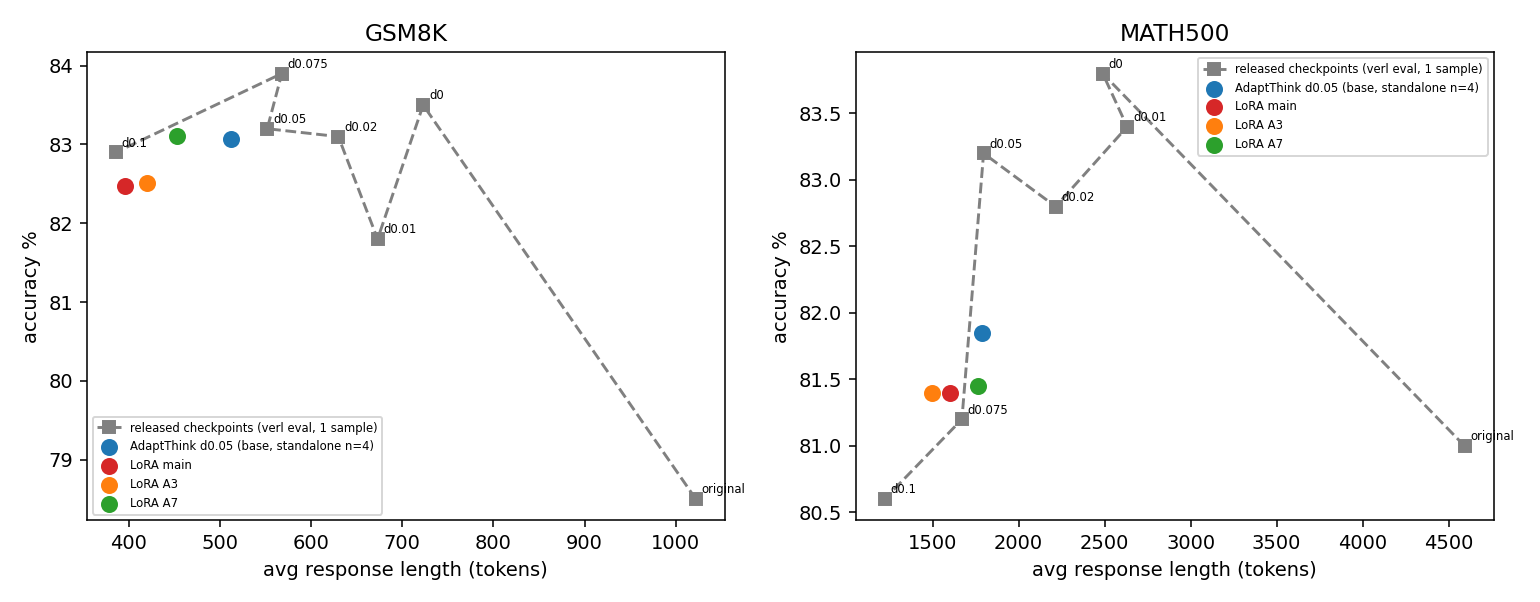 GSM8K
84
83
82
81
80
79
accuracy %
d0.075
d0.05
d0.02
d0
d0.1
d0.01
original
released checkpoints (verl eval, 1 sample)
AdaptThink d0.05 (base, standalone n=4)
LoRA main
LoRA A3
LoRA A7
400 500 600 700 800 900 1000
avg response length (tokens)
MATH500
83.5
83.0
82.5
82.0
81.5
81.0
80.5
accuracy %
released checkpoints (verl eval, 1 sample)
AdaptThink d0.05 (base, standalone n=4)
LoRA main
LoRA A3
LoRA A7
d0
d0.01
d0.05
d0.02
d0.075
original
d0.1
1500 2000 2500 3000 3500 4000 4500
avg response length (tokens)